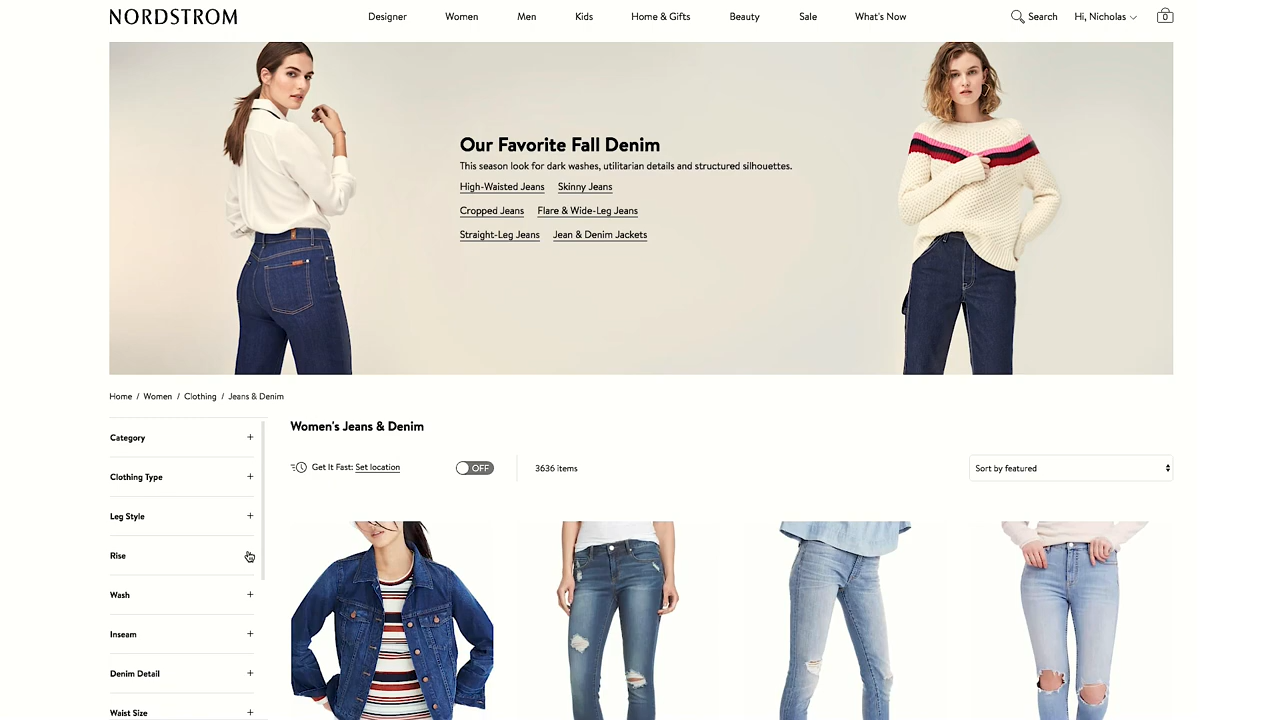 NORDSTROM
Designer Women Men Kids Home & Gifts Beauty Sale What's Now
Search Hi, Nicholas 0
Our Favorite Fall Denim
This season look for dark washes, utilitarian details and structured silhouettes.
High-Waisted Jeans Skinny Jeans
Cropped Jeans Flare & Wide-Leg Jeans
Straight-Leg Jeans Jean & Denim Jackets
Home / Women / Clothing / Jeans & Denim
Category +
Clothing Type +
Leg Style +
Rise
Wash +
Inseam +
Denim Detail +
Waist Size +
Women's Jeans & Denim
Get It Fast: Set location OFF 3636 items Sort by featured